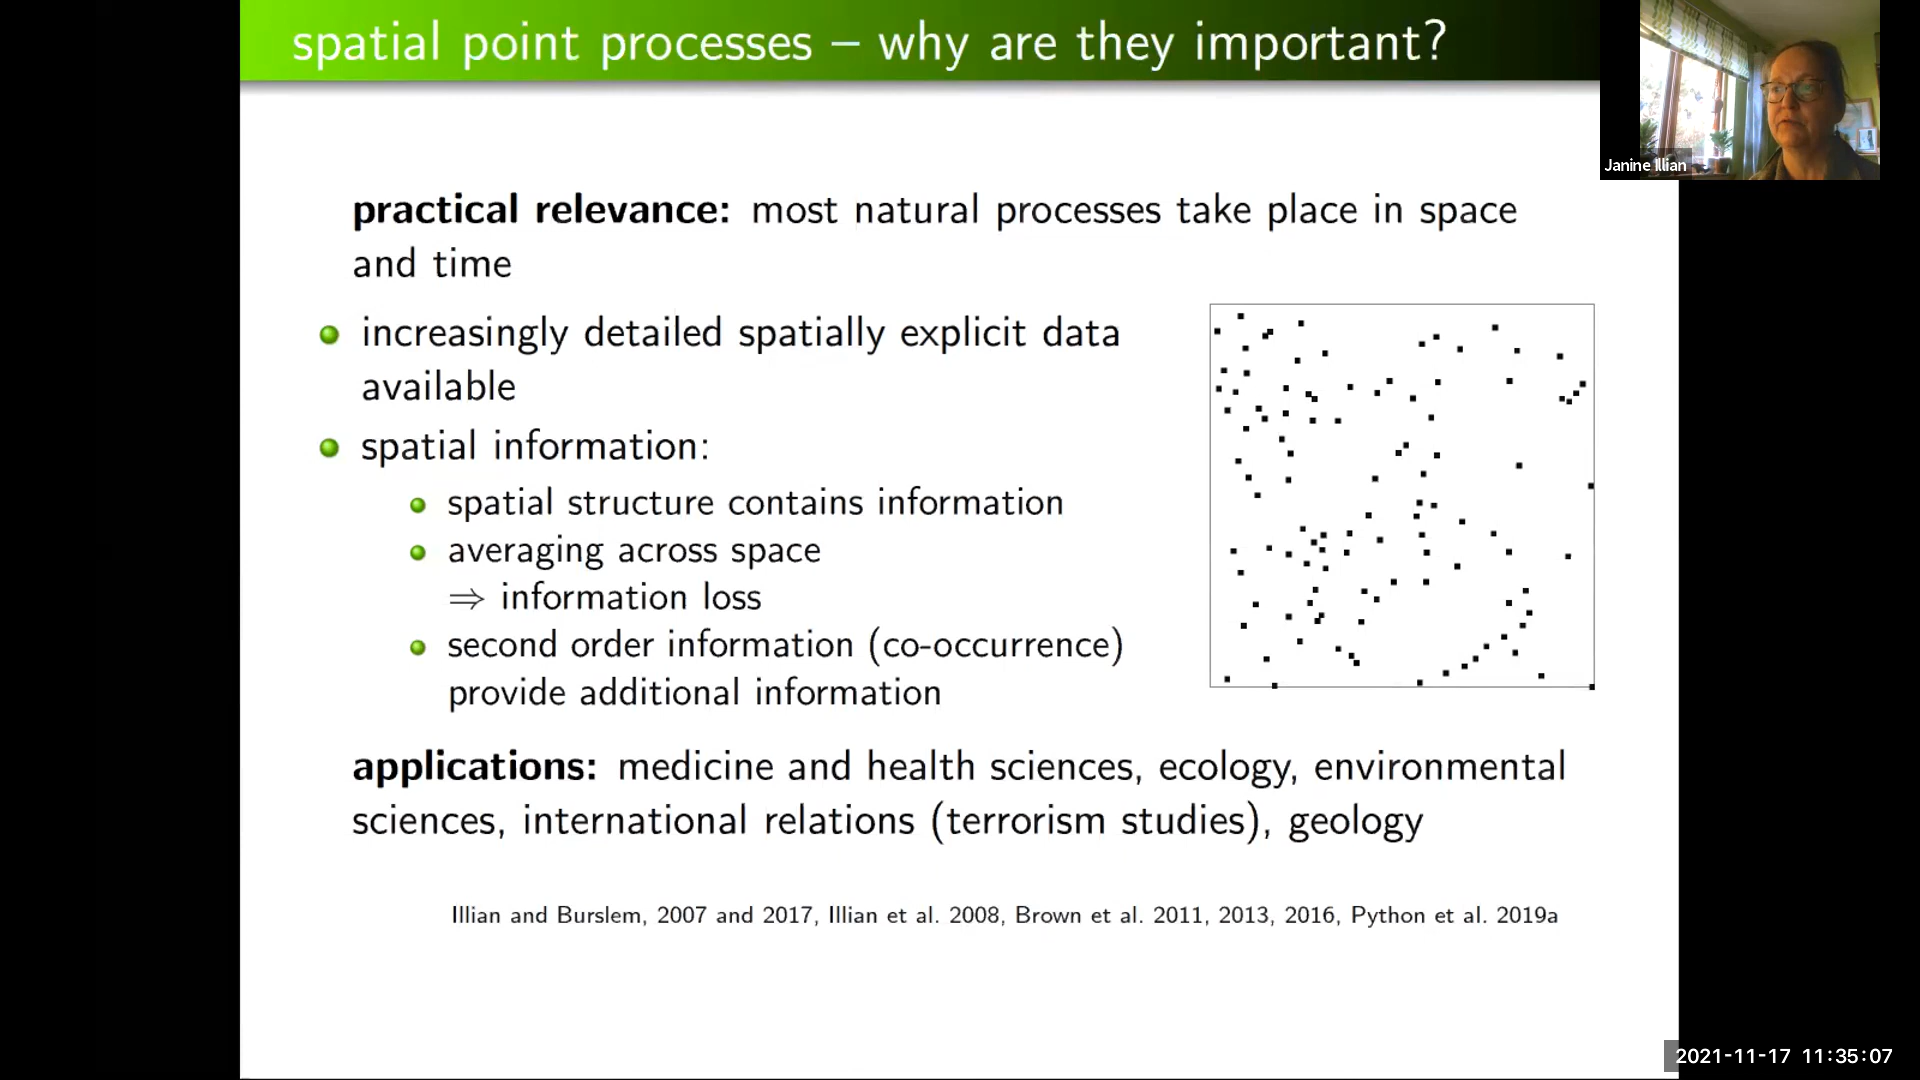 spatial point processes – why are they important?
Janine Illian
practical relevance: most natural processes take place in space
and time
increasingly detailed spatially explicit data
available
spatial information:
spatial structure contains information
averaging across space
⇒ information loss
second order information (co-occurrence)
provide additional information
applications: medicine and health sciences, ecology, environmental
sciences, international relations (terrorism studies), geology
Illian and Burslem, 2007 and 2017, Illian et al. 2008, Brown et al. 2011, 2013, 2016, Python et al. 2019a
2021-11-17 11:35:07